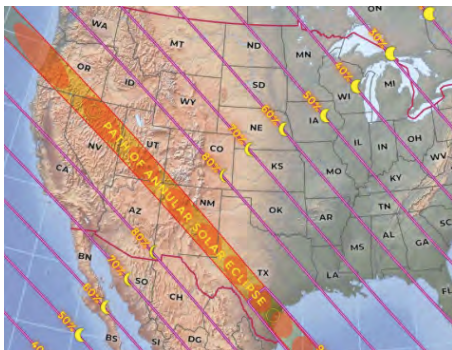 ON
WA
MT
ND
MN
30%
OR
ID
SD
WI
MI
40%
WY
IA
50%
NE
60%
70%
NV
UT
CO
80%
IL
IN
OH
WV
CA
KS
MO
KY
PATH OF ANNULAR SOLAR ECLIPSE
AZ
NM
OK
AR
TN
SC
MS
AL
GA
BN
80%
TX
LA
FL
SO
70%
CH
60%
50%
BS
SI
DG
40%